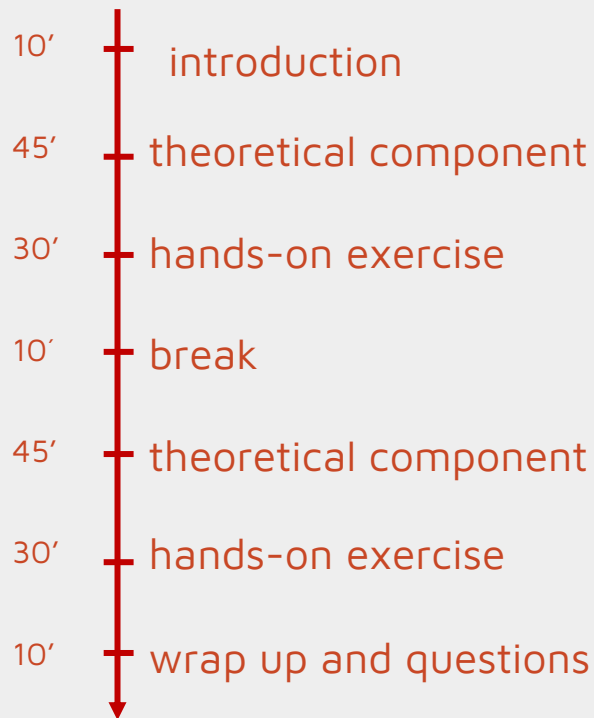 10’ introduction
45’ theoretical component
30’ hands-on exercise
10’ break
45’ theoretical component
30’ hands-on exercise
10’ wrap up and questions